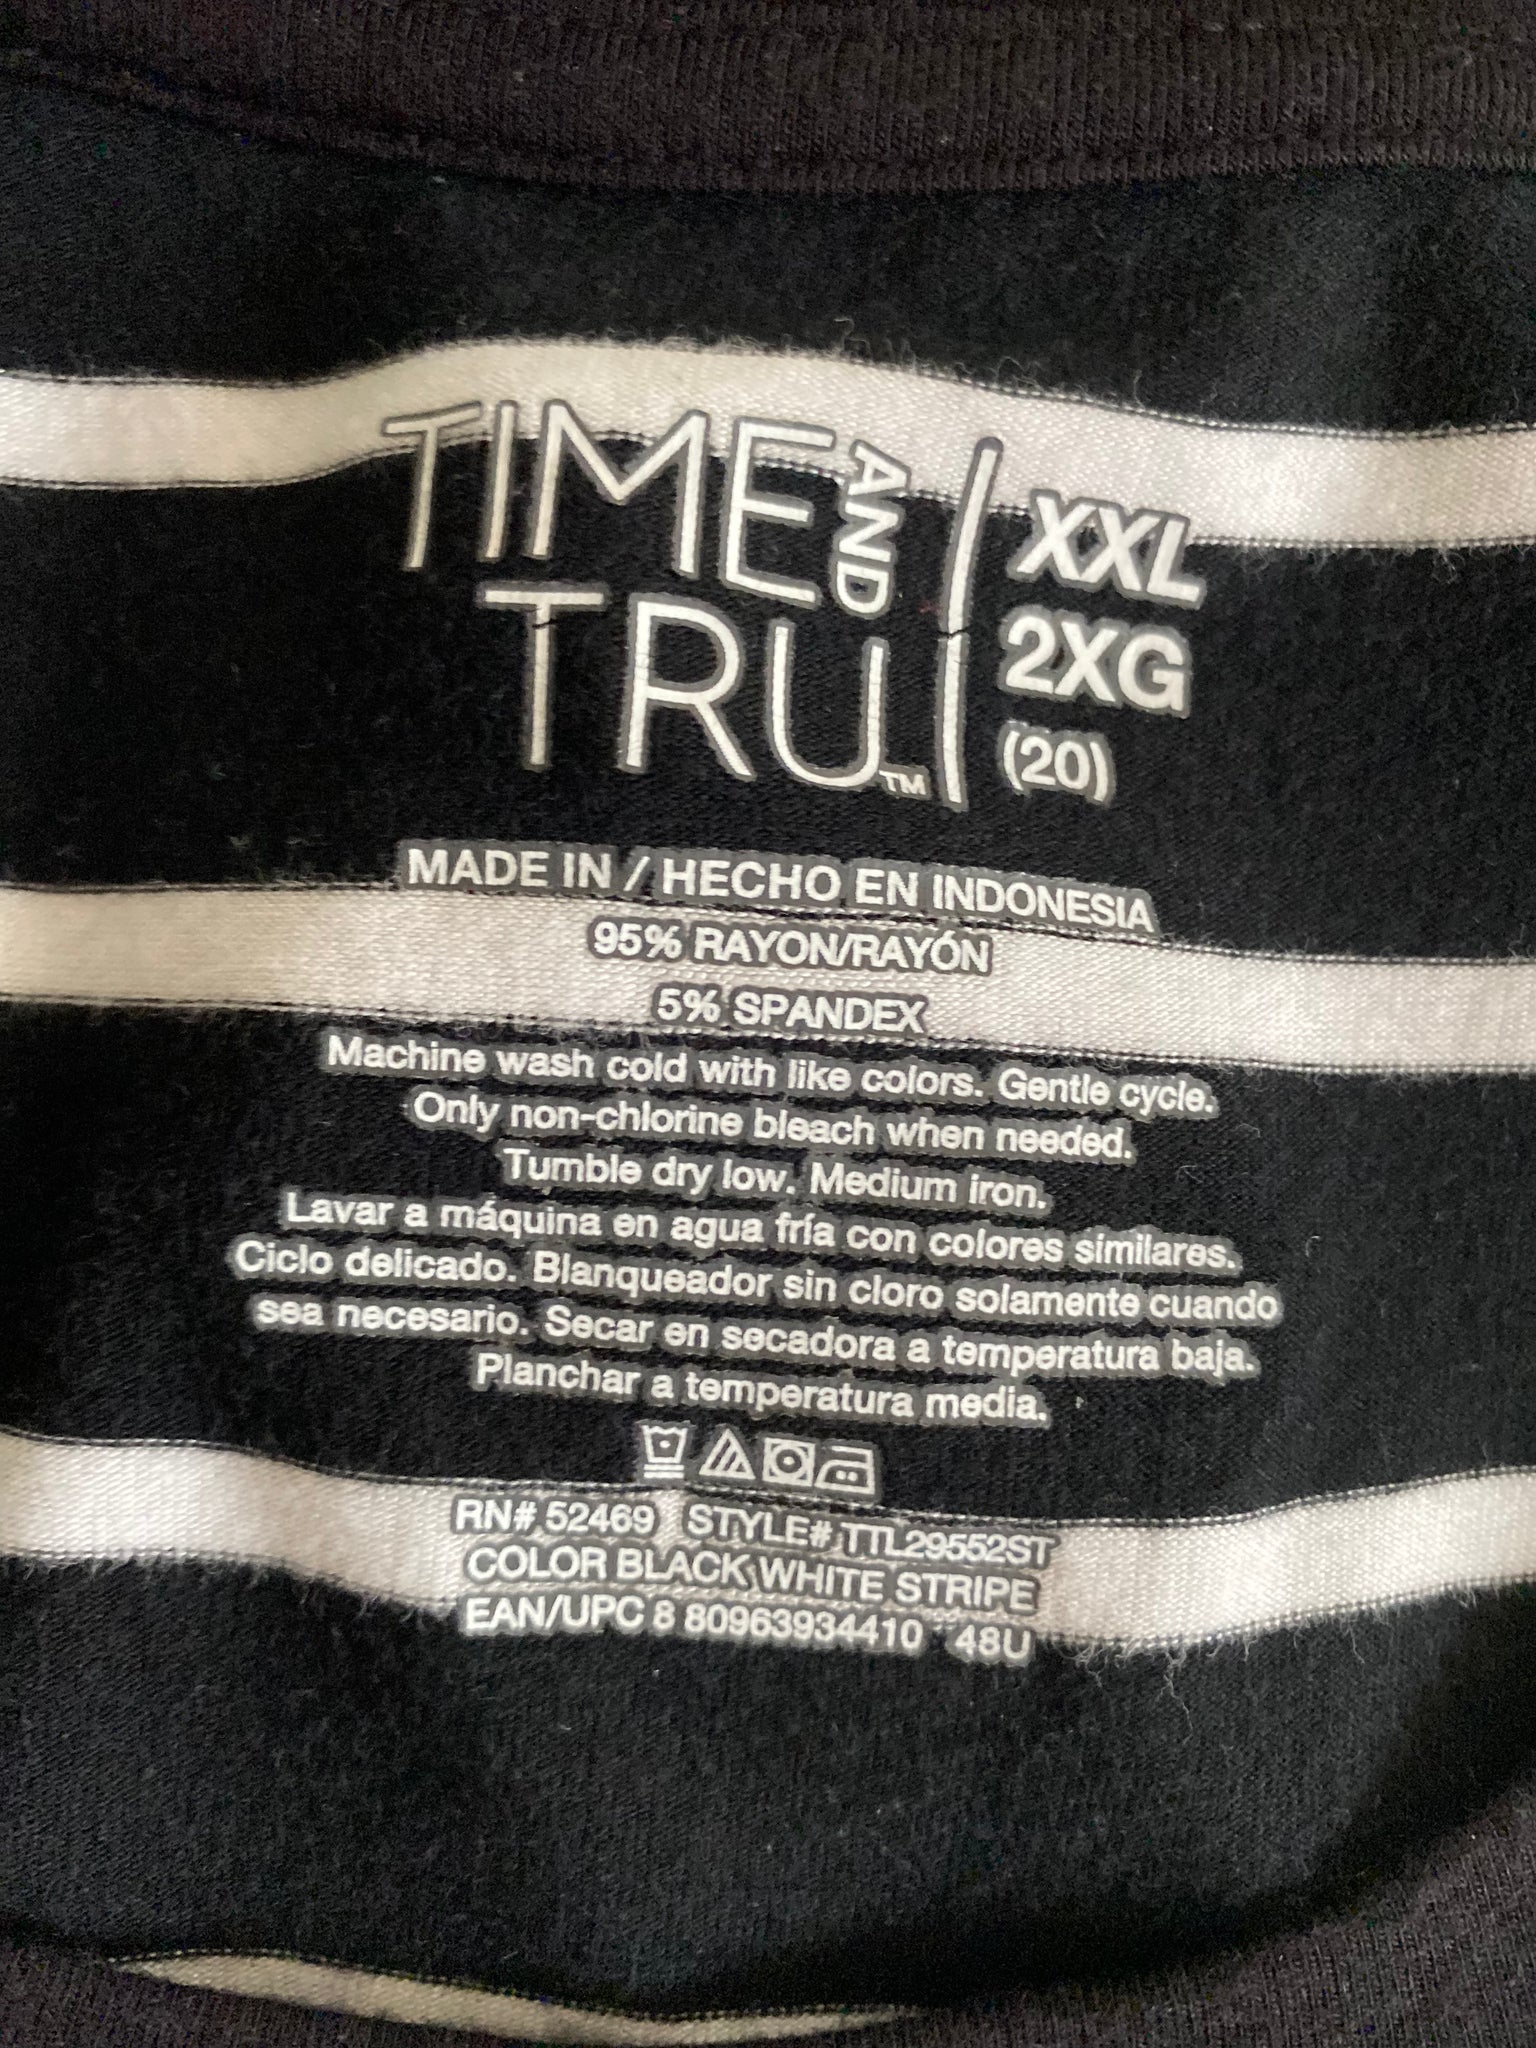 TIME AND
TRU™
XXL
2XG
(20)
MADE IN / HECHO EN INDONESIA
95% RAYON/RAYÓN
5% SPANDEX
Machine wash cold with like colors. Gentle cycle.
Only non-chlorine bleach when needed.
Tumble dry low. Medium iron.
Lavar a máquina en agua fría con colores similares.
Ciclo delicado. Blanqueador sin cloro solamente cuando
sea necesario. Secar en secadora a temperatura baja.
Planchar a temperatura media.
RN# 52469 STYLE# TTL29552ST
COLOR BLACK WHITE STRIPE
EAN/UPC 8 80963934410 48U